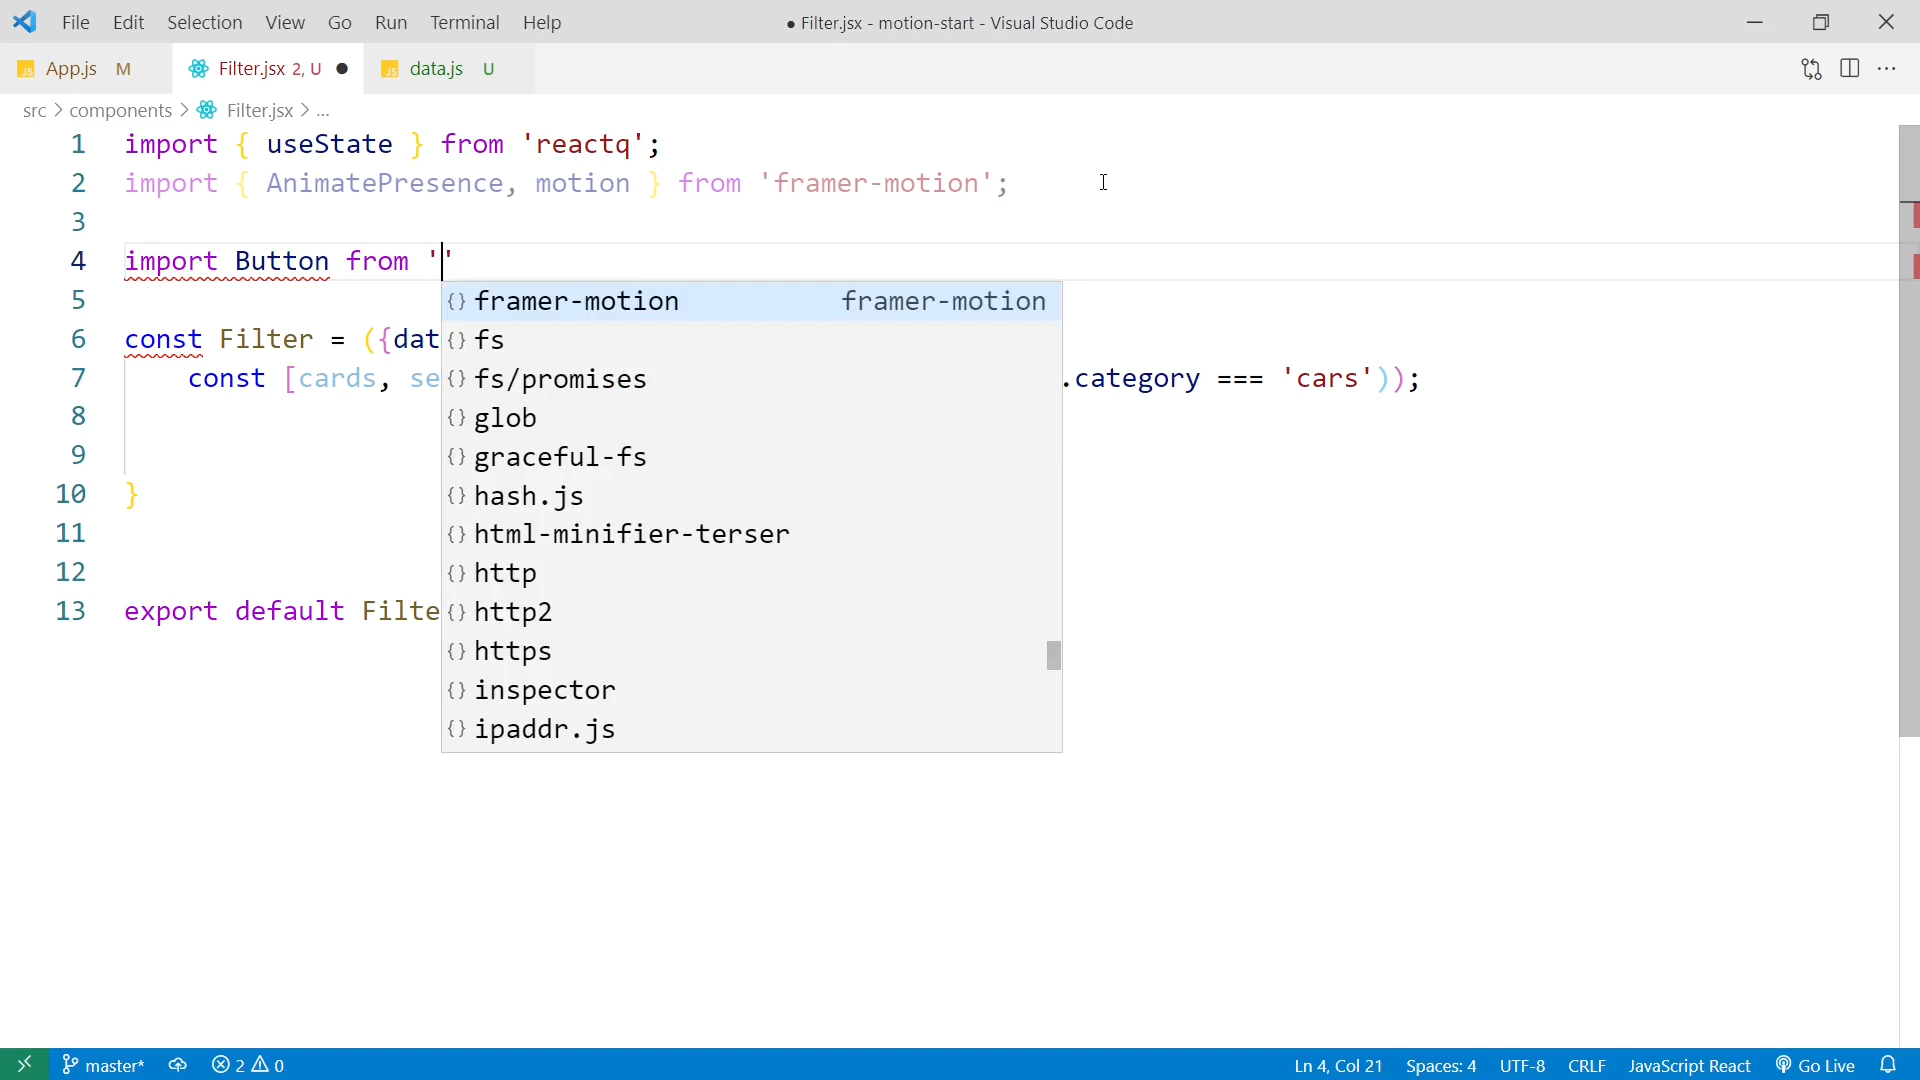 File Edit Selection View Go Run Terminal Help ● Filter.jsx - motion-start - Visual Studio Code
JS App.js M Filter.jsx 2, U ● JS data.js U
src > components > Filter.jsx > ...
1 import { useState } from 'reactq';
2 import { AnimatePresence, motion } from 'framer-motion';
3
4 import Button from ''
5 {} framer-motion framer-motion
6 const Filter = ({dat {} fs
7 const [cards, se {} fs/promises .category === 'cars'));
8 {} glob
9 {} graceful-fs
10 } {} hash.js
11 {} html-minifier-terser
12 {} http
13 export default Filte {} http2
{} https
{} inspector
{} ipaddr.js
master* 2 0 Ln 4, Col 21 Spaces: 4 UTF-8 CRLF JavaScript React Go Live